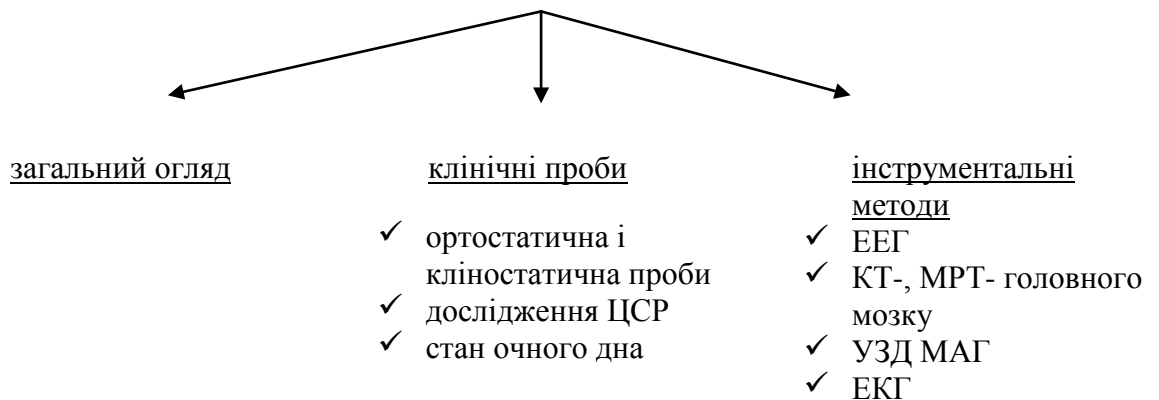 загальний огляд
клінічні проби
✓ ортостатична і
кліностатична проби
✓ дослідження ЦСР
✓ стан очного дна
інструментальні
методи
✓ ЕЕГ
✓ КТ-, МРТ- головного
мозку
✓ УЗД МАГ
✓ ЕКГ